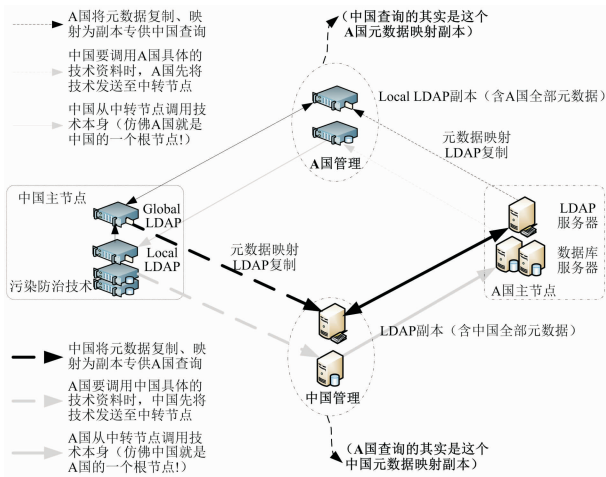 A国将元数据复制、映
射为副本专供中国查询
中国要调用A国具体的
技术资料时，A国先将
技术发送至中转节点
中国从中转节点调用技
术本身（仿佛A国就是
中国的一个根节点!）
（中国查询的其实是这个
A国元数据映射副本）
Local LDAP副本（含A国全部元数据）
A国管理
元数据映射
LDAP复制
中国主节点
Global
LDAP
Local
LDAP
污染防治技术
元数据映射
LDAP复制
LDAP
服务器
数据库
服务器
A国主节点
LDAP副本（含中国全部元数据）
中国管理
中国将元数据复制、映
射为副本专供A国查询
A国要调用中国具体的
技术资料时，中国先将
技术发送至中转节点
A国从中转节点调用技
术本身（仿佛中国就是
A国的一个根节点!）
（A国查询的其实是这个
中国元数据映射副本）